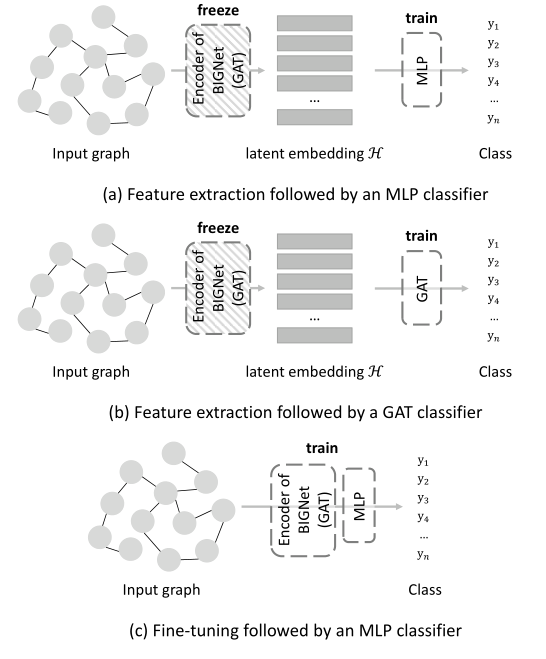 freeze
train
Encoder of
BIGNet
(GAT)
...
MLP
y1
y2
y3
y4
...
yn
Input graph
latent embedding ℋ
Class
(a) Feature extraction followed by an MLP classifier
freeze
train
Encoder of
BIGNet
(GAT)
...
GAT
y1
y2
y3
y4
...
yn
Input graph
latent embedding ℋ
Class
(b) Feature extraction followed by a GAT classifier
train
Encoder of
BIGNet
(GAT)
MLP
y1
y2
y3
y4
...
yn
Input graph
Class
(c) Fine-tuning followed by an MLP classifier